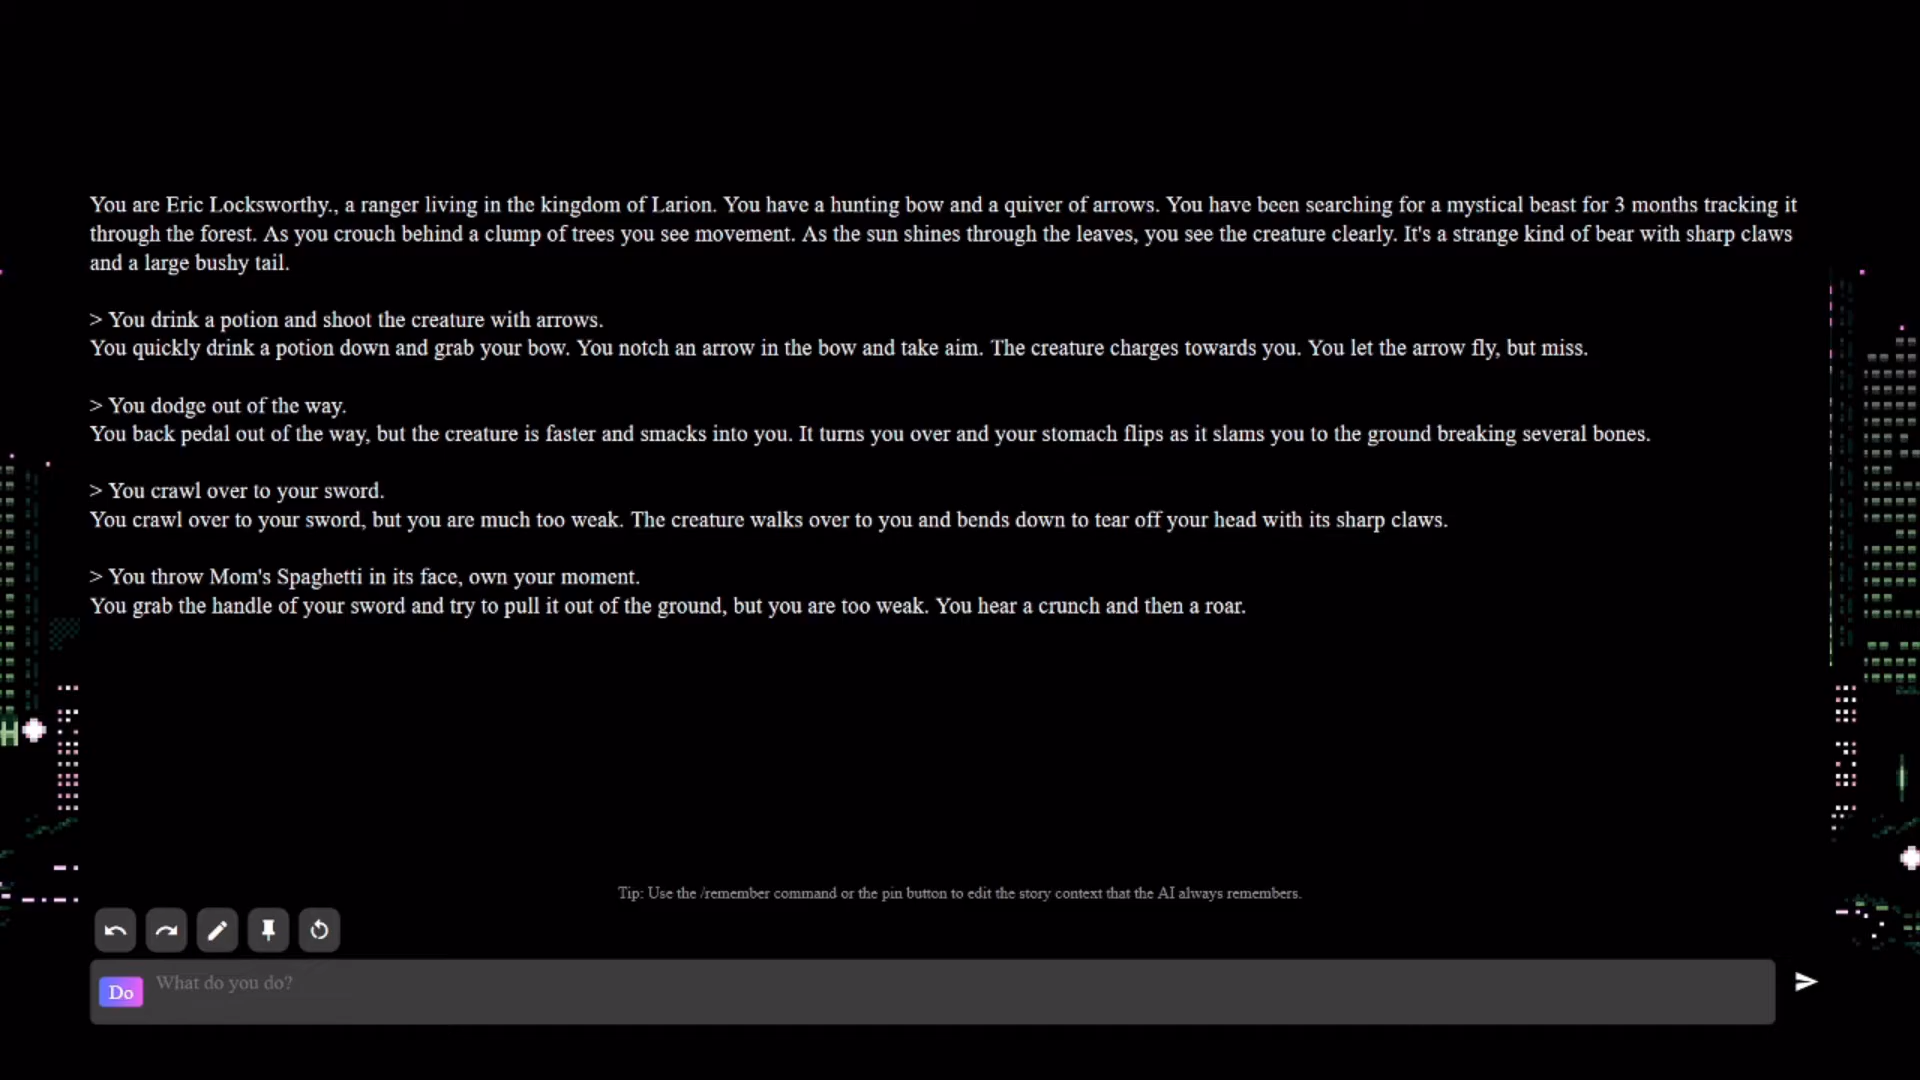 You are Eric Locksworthy., a ranger living in the kingdom of Larion. You have a hunting bow and a quiver of arrows. You have been searching for a mystical beast for 3 months tracking it
through the forest. As you crouch behind a clump of trees you see movement. As the sun shines through the leaves, you see the creature clearly. It's a strange kind of bear with sharp claws
and a large bushy tail.
> You drink a potion and shoot the creature with arrows.
You quickly drink a potion down and grab your bow. You notch an arrow in the bow and take aim. The creature charges towards you. You let the arrow fly, but miss.
> You dodge out of the way.
You back pedal out of the way, but the creature is faster and smacks into you. It turns you over and your stomach flips as it slams you to the ground breaking several bones.
> You crawl over to your sword.
You crawl over to your sword, but you are much too weak. The creature walks over to you and bends down to tear off your head with its sharp claws.
> You throw Mom's Spaghetti in its face, own your moment.
You grab the handle of your sword and try to pull it out of the ground, but you are too weak. You hear a crunch and then a roar.
Tip: Use the /remember command or the pin button to edit the story context that the AI always remembers.
Do What do you do?